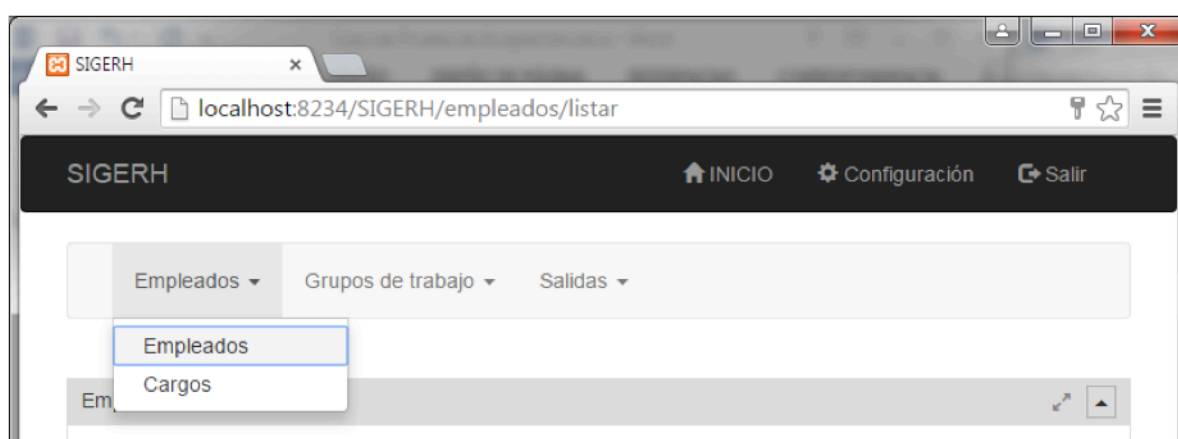 SIGERH
localhost:8234/SIGERH/empleados/listar
SIGERH INICIO Configuración Salir
Empleados Grupos de trabajo Salidas
Empleados
Cargos
Em